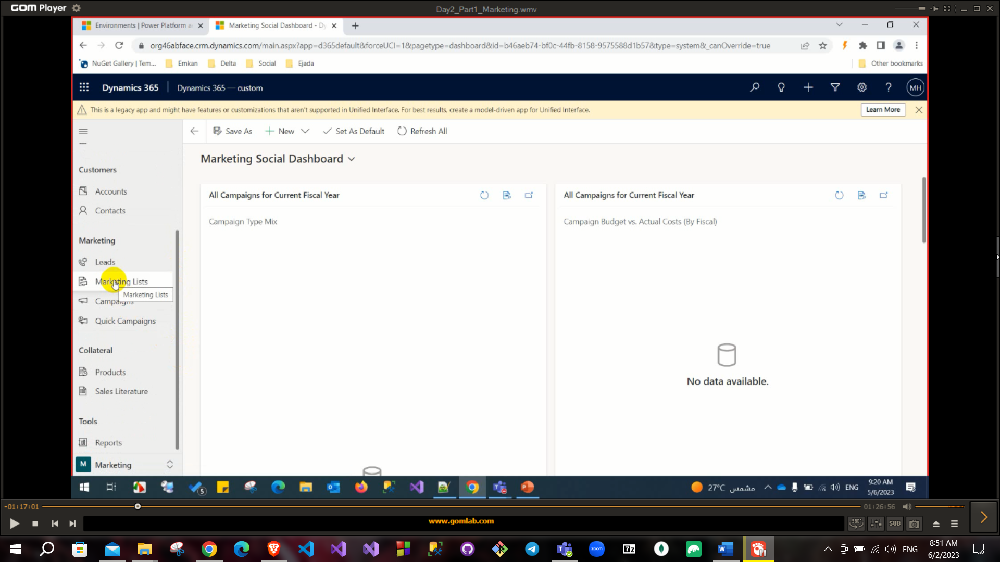 GOM Player
Day2_Part1_Marketing.wmv
Environments | Power Platform a
Marketing Social Dashboard - Dy
org46abface.crm.dynamics.com/main.aspx?app=d365default&forceUCI=1&pagetype=dashboard&id=b46aeb74-bf0c-44fb-8158-9575588d1b57&type=system&_canOverride=true
NuGet Gallery | Tem...
Emkan
Delta
Social
Ejada
Other bookmarks
Dynamics 365
Dynamics 365 — custom
MH
This is a legacy app and might have features or customizations that aren't supported in Unified Interface. For best results, create a model-driven app for Unified Interface.
Learn More
Save As
New
Set As Default
Refresh All
Marketing Social Dashboard
Customers
Accounts
Contacts
Marketing
Leads
Marketing Lists
Marketing Lists
Campaigns
Quick Campaigns
Collateral
Products
Sales Literature
Tools
Reports
M
Marketing
All Campaigns for Current Fiscal Year
Campaign Type Mix
All Campaigns for Current Fiscal Year
Campaign Budget vs. Actual Costs (By Fiscal)
No data available.
5
27°C مشمس
ENG
9:20 AM
5/6/2023
-01:17:01
01:26:56
www.gomlab.com
360°
SUB
zoom
7z
ENG
8:51 AM
6/2/2023